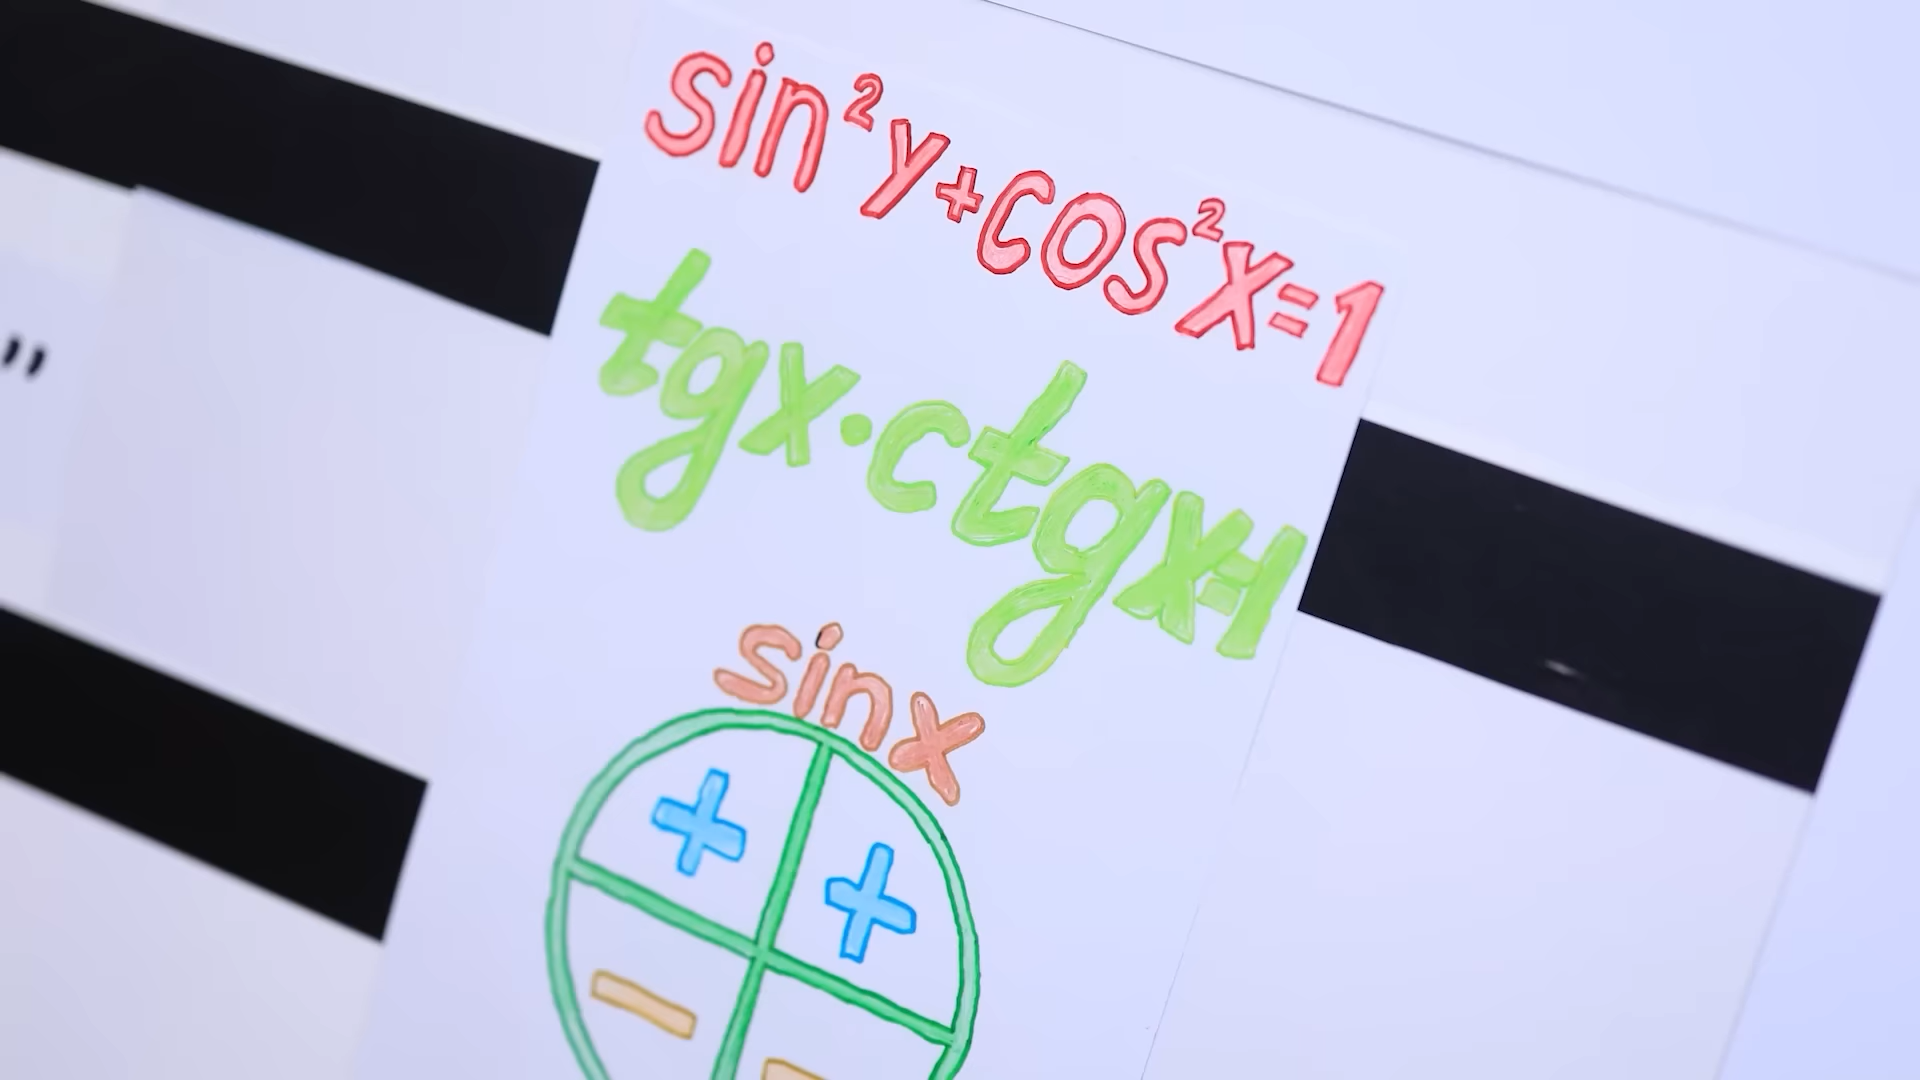 sin²y+cos²x=1
"
tgx·ctgx=1
sinx
+ +
- -